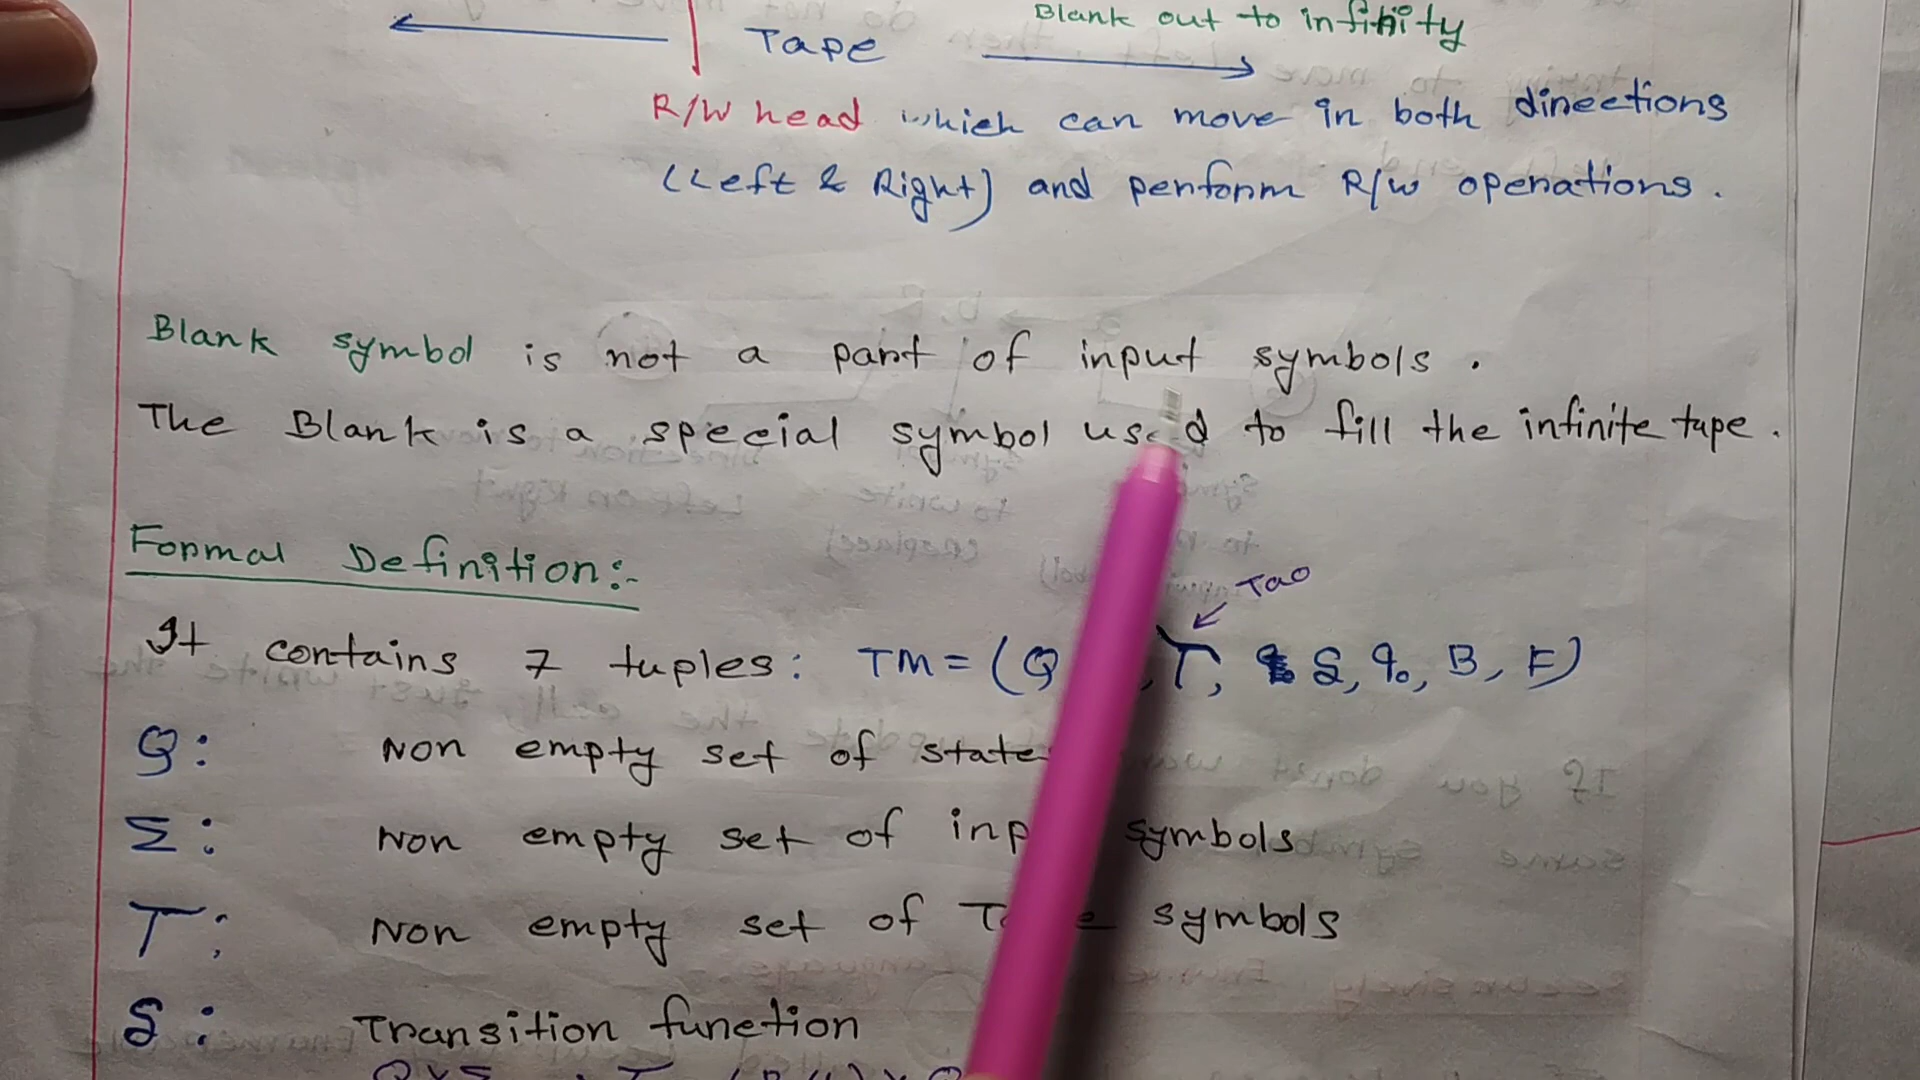 Blank out to infinity
Tape
R/W head which can move in both directions
(Left & Right) and perform R/W operations.
Blank symbol is not a part of input symbols.
The Blank is a special symbol used to fill the infinite tape.
Formal Definition:-
Tao
It contains 7 tuples: TM = (Q , T, δ, q₀, B, F)
Q: Non empty set of state
Σ: Non empty set of inp symbols
T: Non empty set of symbols
δ: Transition function